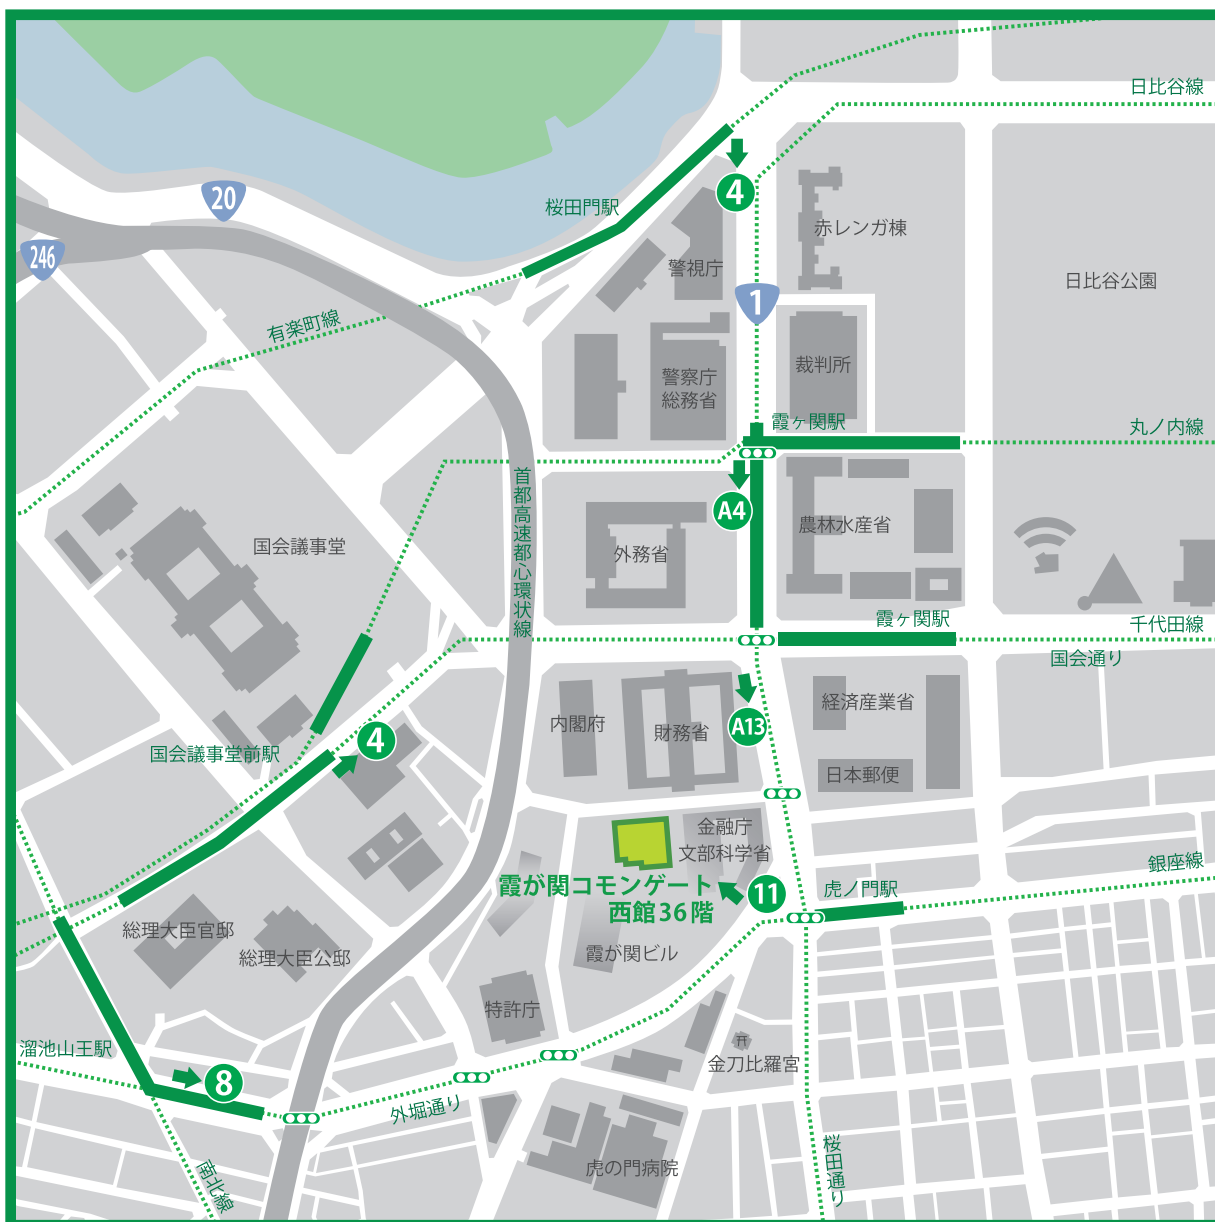 日比谷線
20
桜田門駅
4
赤レンガ棟
246
警視庁
日比谷公園
1
有楽町線
裁判所
警察庁
総務省
霞ヶ関駅
丸ノ内線
首都高速都心環状線
A4
農林水産省
国会議事堂
外務省
霞ヶ関駅
千代田線
国会通り
経済産業省
内閣府
財務省
A13
国会議事堂前駅
4
日本郵便
金融庁
文部科学省
銀座線
霞が関コモンゲート
西館36階
11
虎ノ門駅
総理大臣官邸
総理大臣公邸
霞が関ビル
特許庁
溜池山王駅
金刀比羅宮
8
外堀通り
桜田通り
虎の門病院
南北線